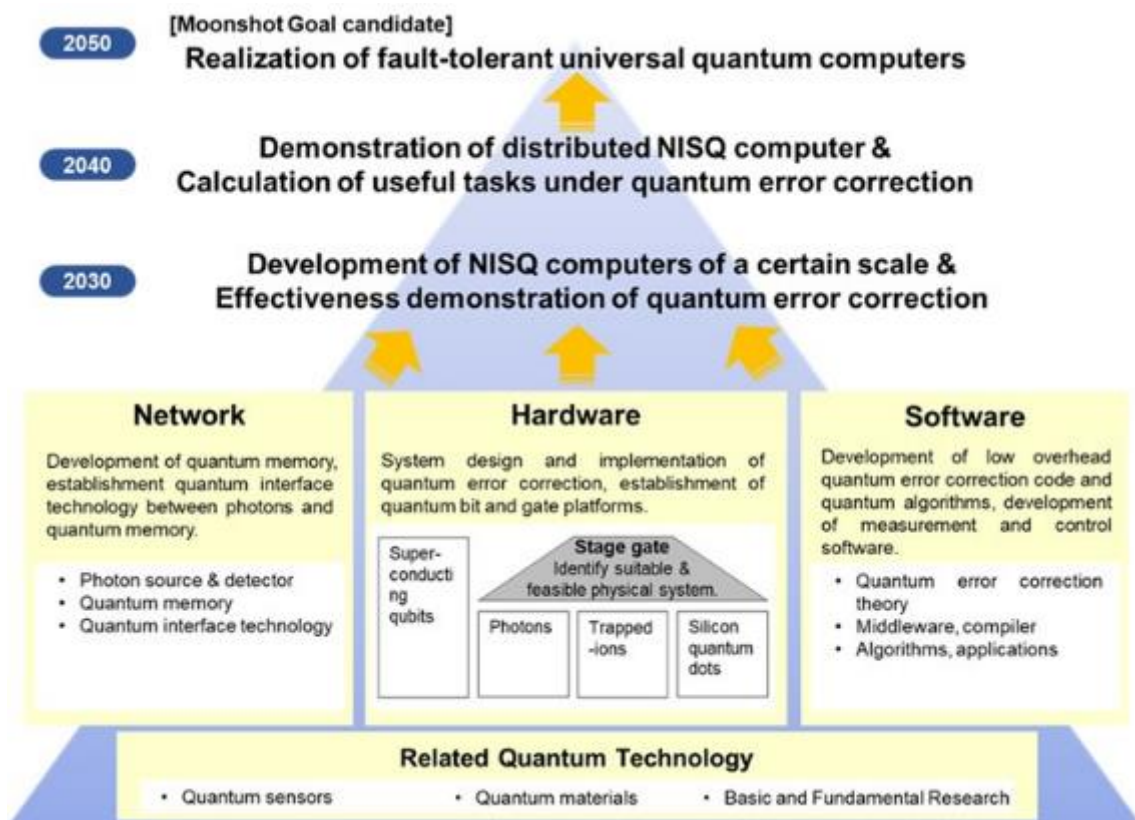 2050
[Moonshot Goal candidate]
Realization of fault-tolerant universal quantum computers
2040
Demonstration of distributed NISQ computer &
Calculation of useful tasks under quantum error correction
2030
Development of NISQ computers of a certain scale &
Effectiveness demonstration of quantum error correction
Network
Development of quantum memory,
establishment quantum interface
technology between photons and
quantum memory.
• Photon source & detector
• Quantum memory
• Quantum interface technology
Hardware
System design and implementation of
quantum error correction, establishment of
quantum bit and gate platforms.
Super-
conducti
ng
qubits
Stage gate
Identify suitable &
feasible physical system.
Photons
Trapped
-ions
Silicon
quantum
dots
Software
Development of low overhead
quantum error correction code and
quantum algorithms, development
of measurement and control
software.
• Quantum error correction
theory
• Middleware, compiler
• Algorithms, applications
Related Quantum Technology
• Quantum sensors
• Quantum materials
• Basic and Fundamental Research